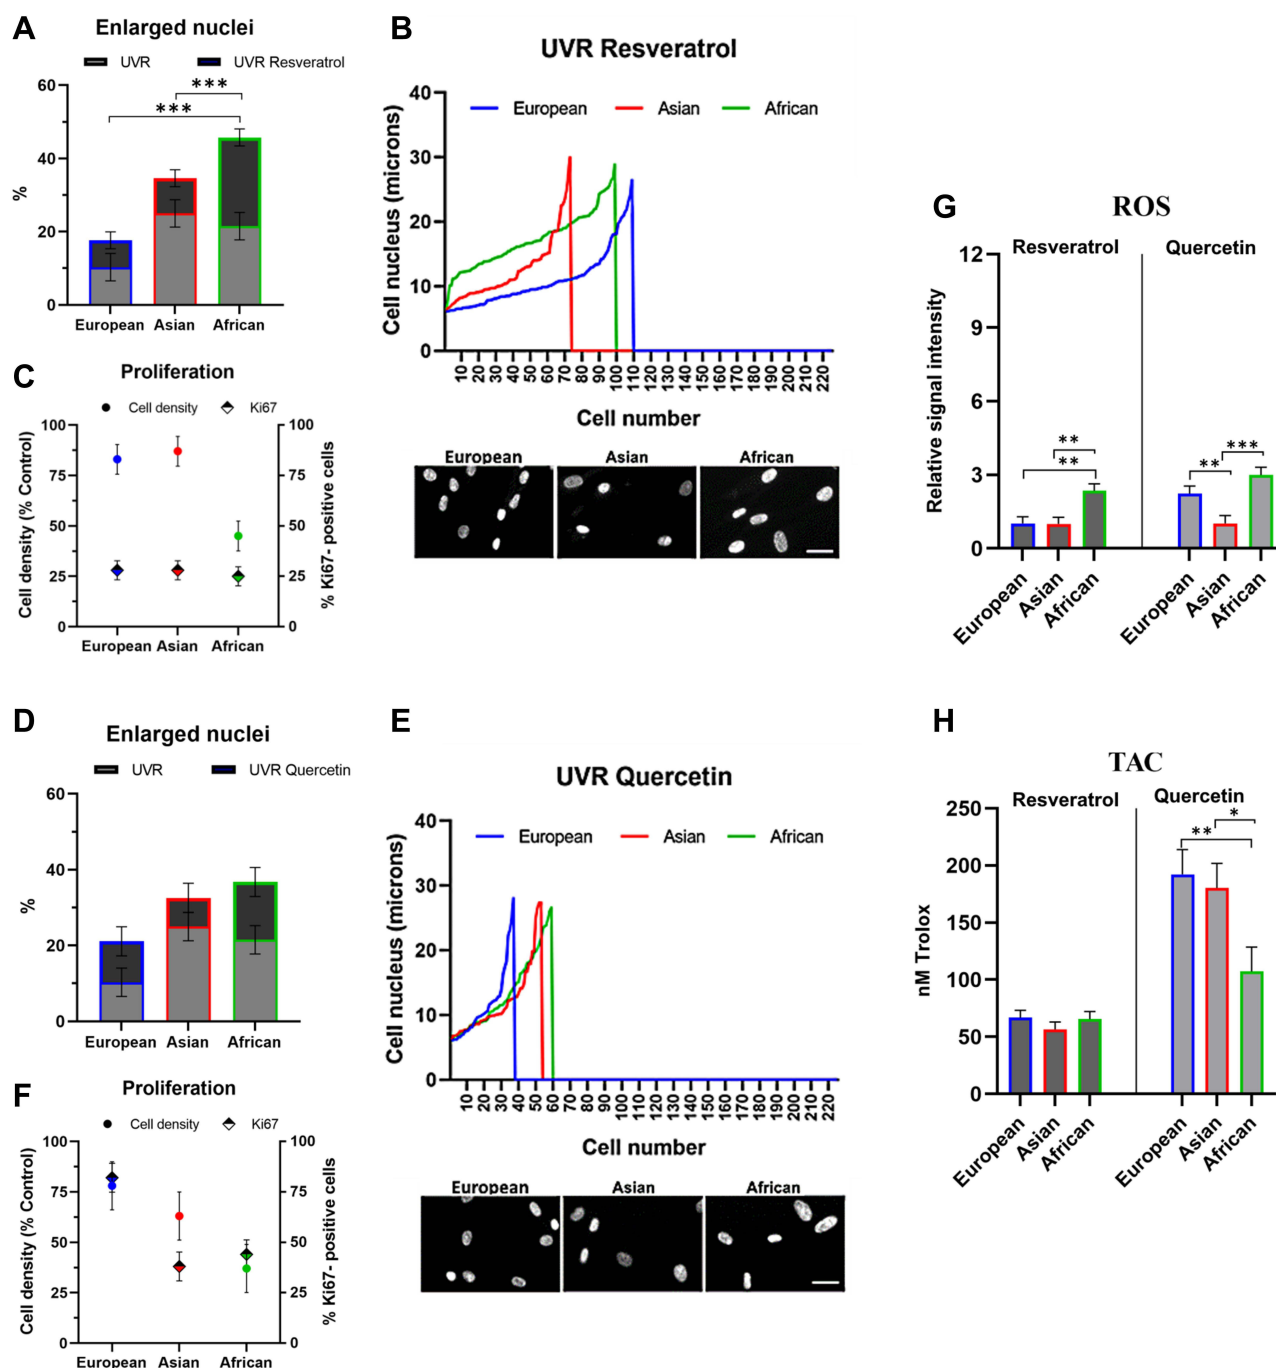 A
Enlarged nuclei
UVR
UVR Resveratrol
***
***
60
40
20
0
%
European
Asian
African
B
UVR Resveratrol
European
Asian
African
Cell nucleus (microns)
40
30
20
10
0
10 20 30 40 50 60 70 80 90 100 110 120 130 140 150 160 170 180 190 200 210 220
Cell number
European
Asian
African
C
Proliferation
Cell density
Ki67
Cell density (% Control)
100
75
50
25
0
100
75
50
25
0
% Ki67- positive cells
European Asian African
D
Enlarged nuclei
UVR
UVR Quercetin
60
40
20
0
%
European Asian African
E
UVR Quercetin
European
Asian
African
Cell nucleus (microns)
40
30
20
10
0
10 20 30 40 50 60 70 80 90 100 110 120 130 140 150 160 170 180 190 200 210 220
Cell number
European
Asian
African
F
Proliferation
Cell density
Ki67
Cell density (% Control)
100
75
50
25
0
100
75
50
25
0
% Ki67- positive cells
European Asian African
G
ROS
Resveratrol
Quercetin
Relative signal intensity
12
9
6
3
0
**
**
**
***
European
Asian
African
European
Asian
African
H
TAC
Resveratrol
Quercetin
nM Trolox
250
200
150
100
50
0
*
**
European
Asian
African
European
Asian
African